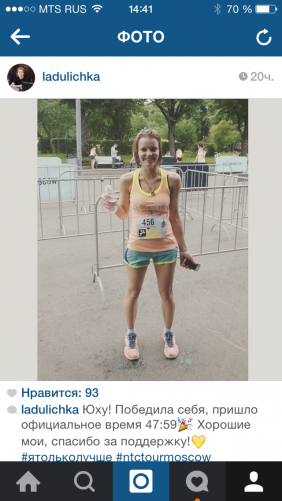 MTS RUS 14:41 70 %
ФОТО
ladulichka 20ч.
456
Нравится: 93
ladulichka Юху! Победила себя, пришло
официальное время 47:59🎉 Хорошие
мои, спасибо за поддержку!💛
#ятольколучше #ntctourmoscow